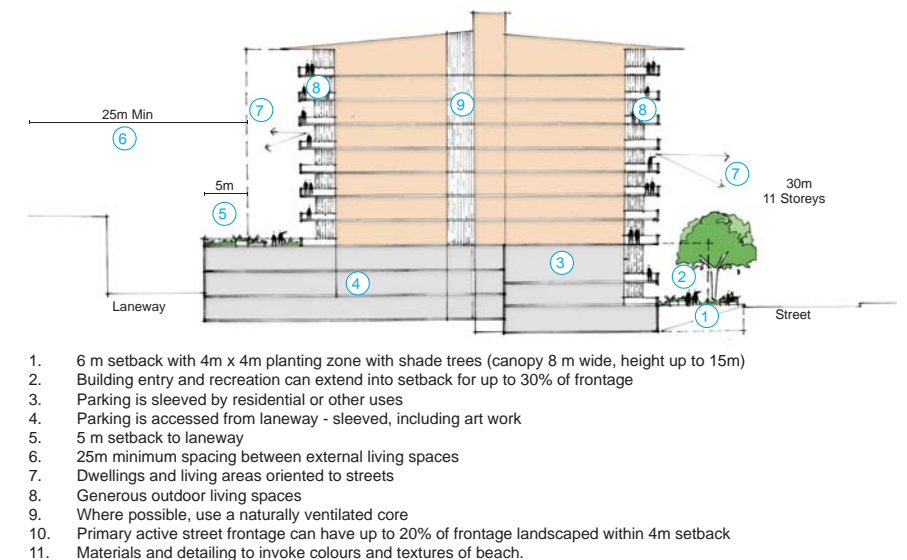 25m Min
6
7
8
9
8
7
5m
5
30m
11 Storeys
3
4
2
1
Laneway
Street
1. 6 m setback with 4m x 4m planting zone with shade trees (canopy 8 m wide, height up to 15m)
2. Building entry and recreation can extend into setback for up to 30% of frontage
3. Parking is sleeved by residential or other uses
4. Parking is accessed from laneway - sleeved, including art work
5. 5 m setback to laneway
6. 25m minimum spacing between external living spaces
7. Dwellings and living areas oriented to streets
8. Generous outdoor living spaces
9. Where possible, use a naturally ventilated core
10. Primary active street frontage can have up to 20% of frontage landscaped within 4m setback
11. Materials and detailing to invoke colours and textures of beach.